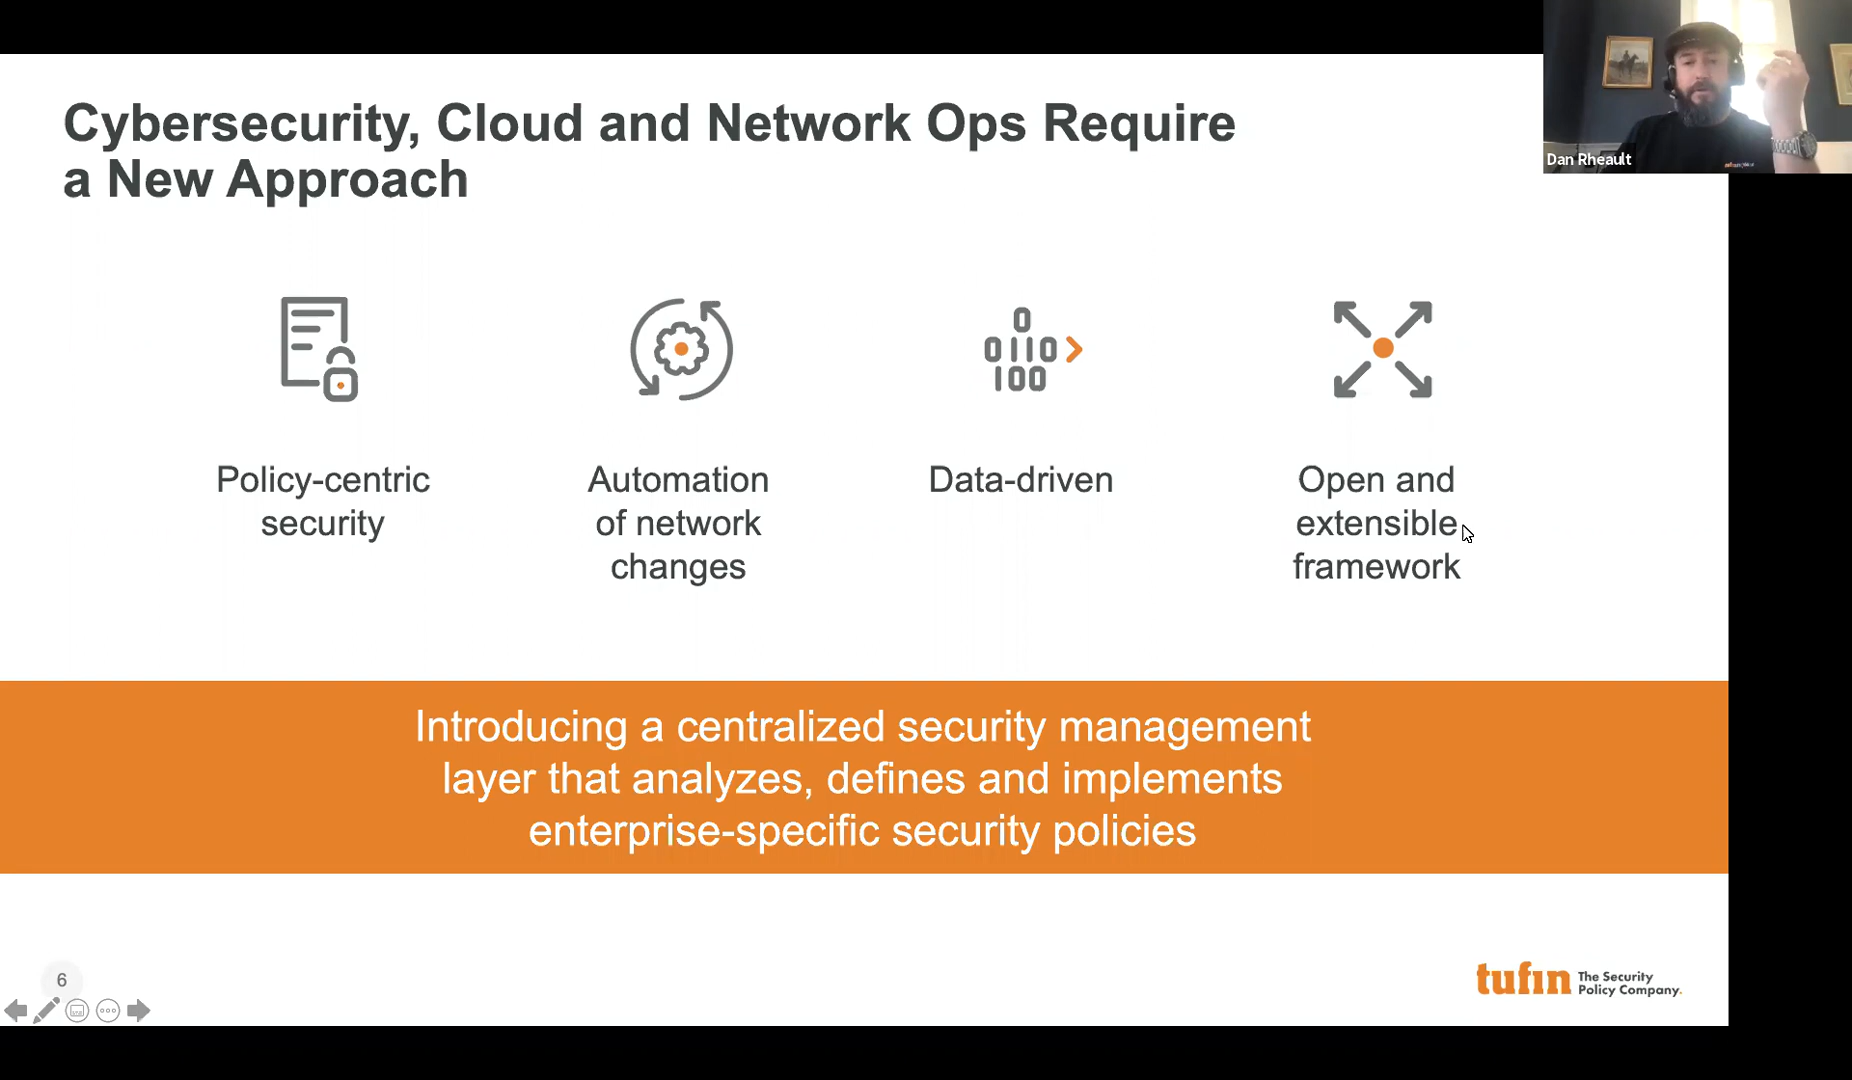 Cybersecurity, Cloud and Network Ops Require
a New Approach
Dan Rheault
0
0110
100
Policy-centric
security
Automation
of network
changes
Data-driven
Open and
extensible
framework
Introducing a centralized security management
layer that analyzes, defines and implements
enterprise-specific security policies
6
tufin
The Security
Policy Company.